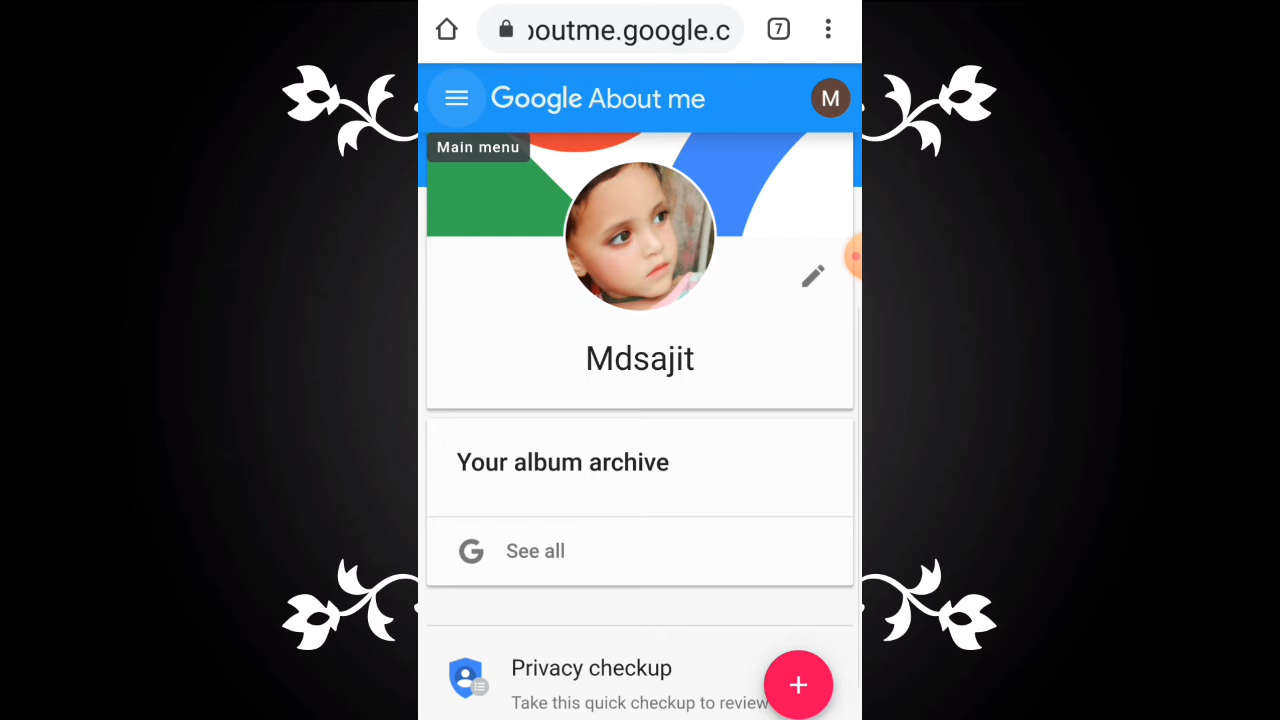 outme.google.c
7
Google About me
M
Main menu
Mdsajit
Your album archive
G See all
Privacy checkup
Take this quick checkup to review
+